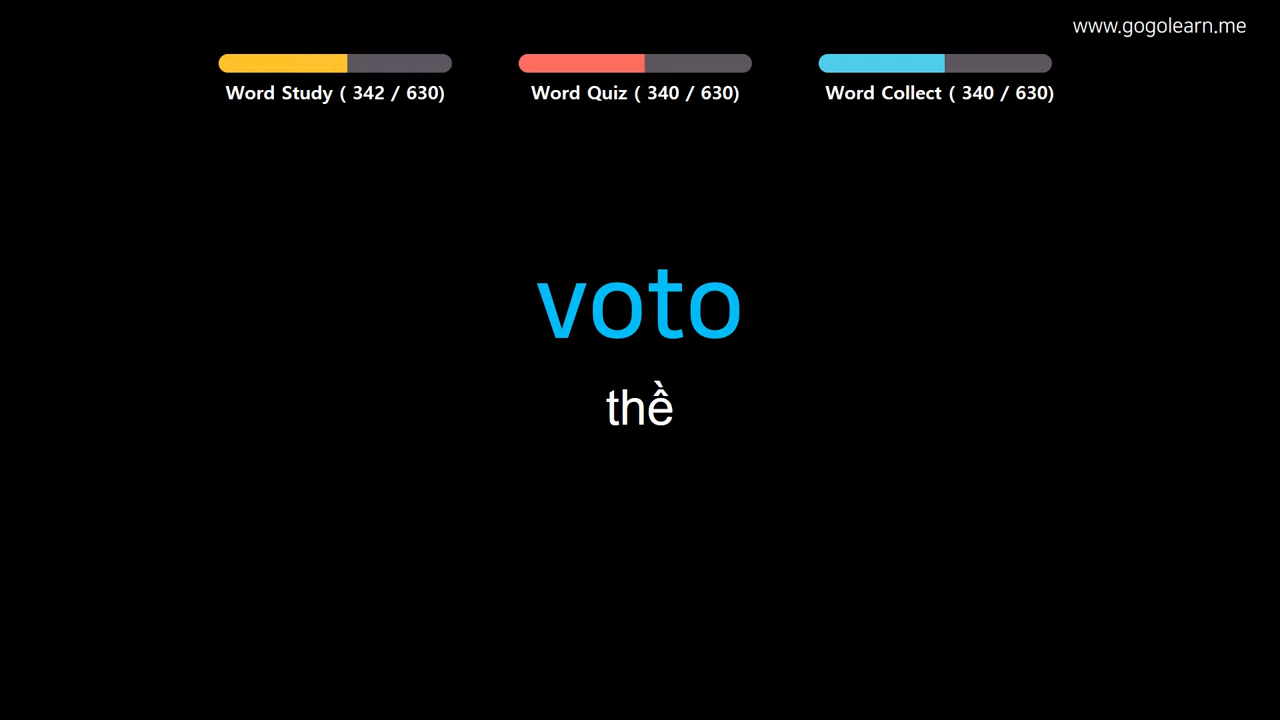 www.gogolearn.me
Word Study ( 342 / 630)
Word Quiz ( 340 / 630)
Word Collect ( 340 / 630)
voto
thề